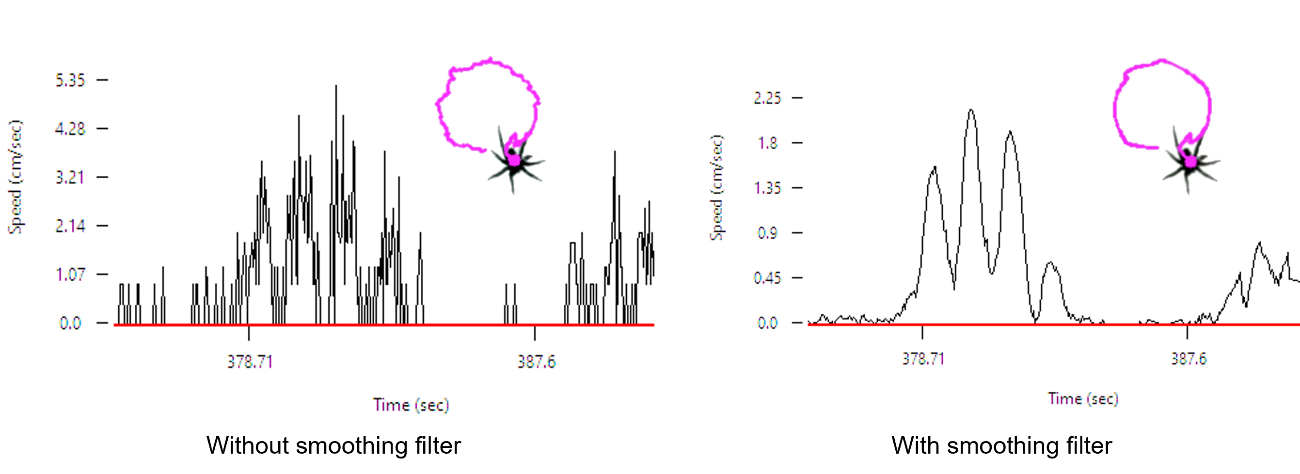 5.35
4.28
3.21
2.14
1.07
0.0
Speed (cm/sec)
378.71
387.6
Time (sec)
Without smoothing filter
2.25
1.8
1.35
0.9
0.45
0.0
Speed (cm/sec)
378.71
387.6
Time (sec)
With smoothing filter